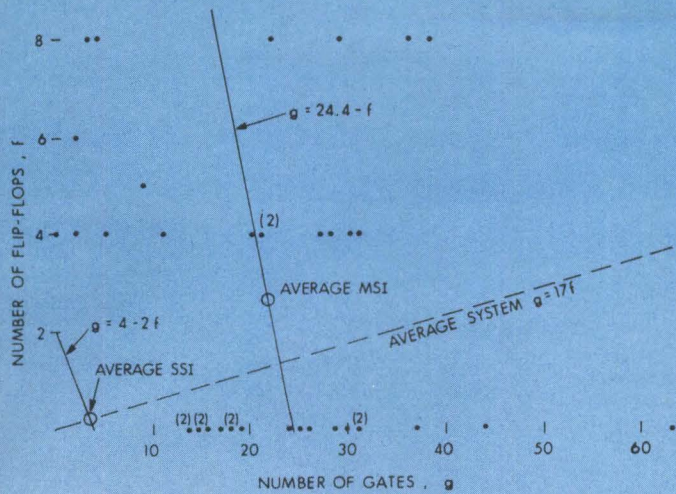 8
g = 24.4 - f
6
(2)
4
AVERAGE MSI
g = 4 - 2 f
2
AVERAGE SYSTEM g = 17f
AVERAGE SSI
(2) (2) (2) (2)
10 20 30 40 50 60
NUMBER OF FLIP-FLOPS, f
NUMBER OF GATES, g